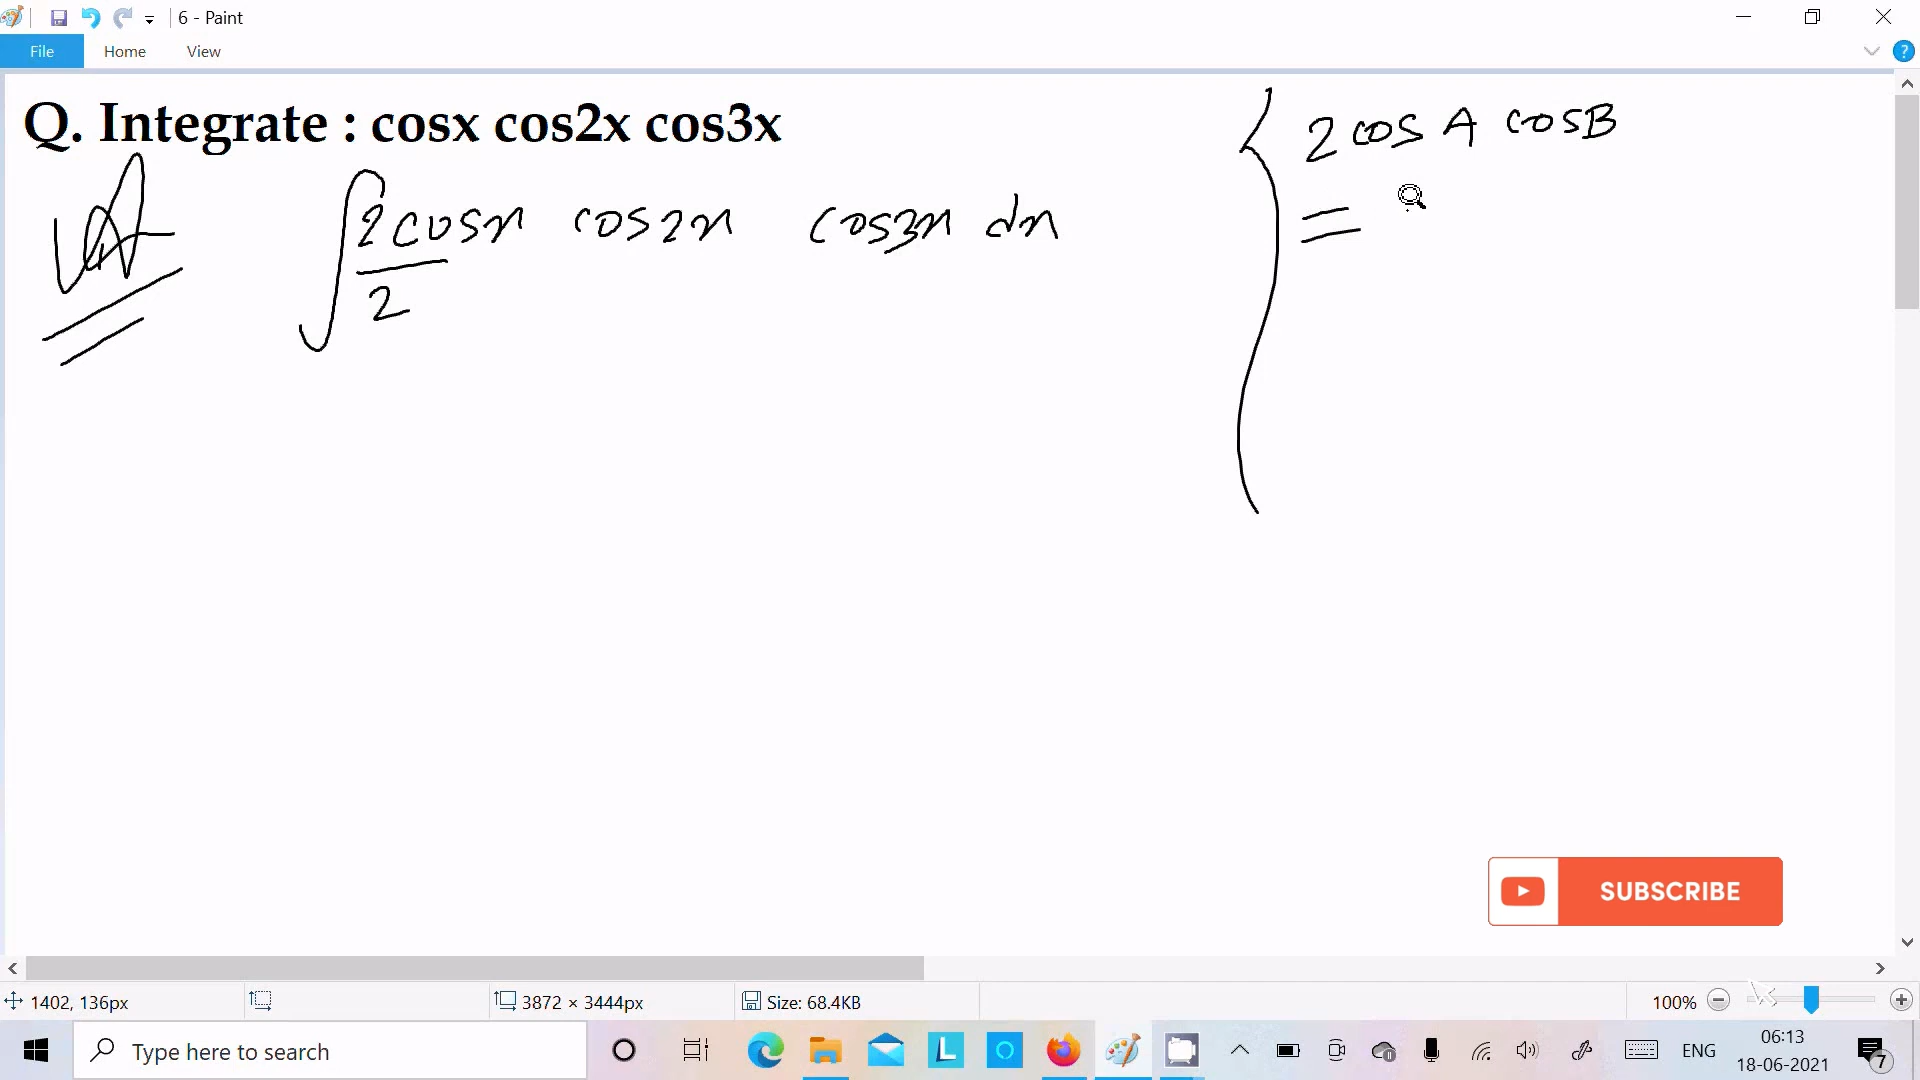 6 - Paint
File Home View
Q. Integrate : cosx cos2x cos3x
2 cos A cosB
=
∫ 2cosx cos2x cos3x dx
2
SUBSCRIBE
1402, 136px 3872 × 3444px Size: 68.4KB 100%
Type here to search
L
ENG
06:13
18-06-2021
7